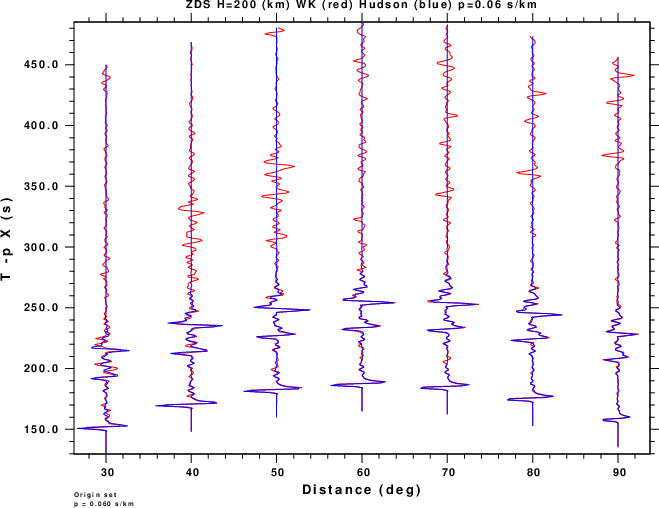 ZDS H=200 (km) WK (red) Hudson (blue) p=0.06 s/km
450.0
400.0
350.0
300.0
250.0
200.0
150.0
T -p X (s)
30 40 50 60 70 80 90
Distance (deg)
Origin set
p = 0.060 s/km